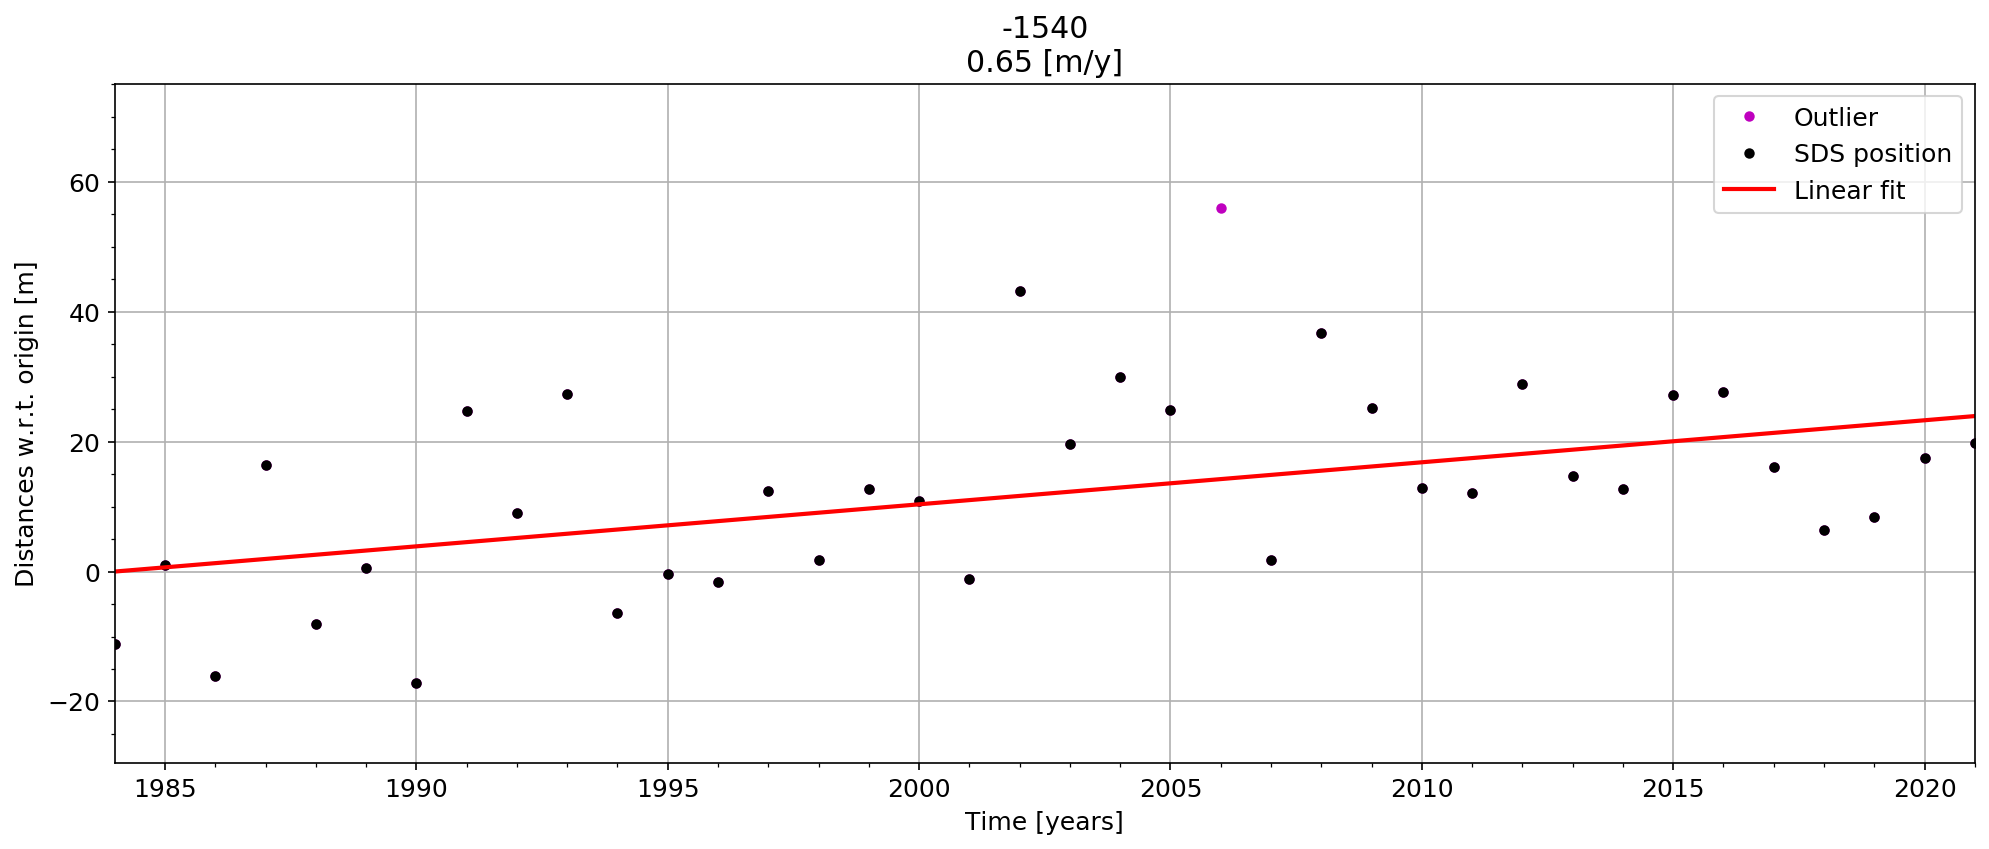 -1540
0.65 [m/y]
Outlier
SDS position
Linear fit
Distances w.r.t. origin [m]
60
40
20
0
−20
1985 1990 1995 2000 2005 2010 2015 2020
Time [years]